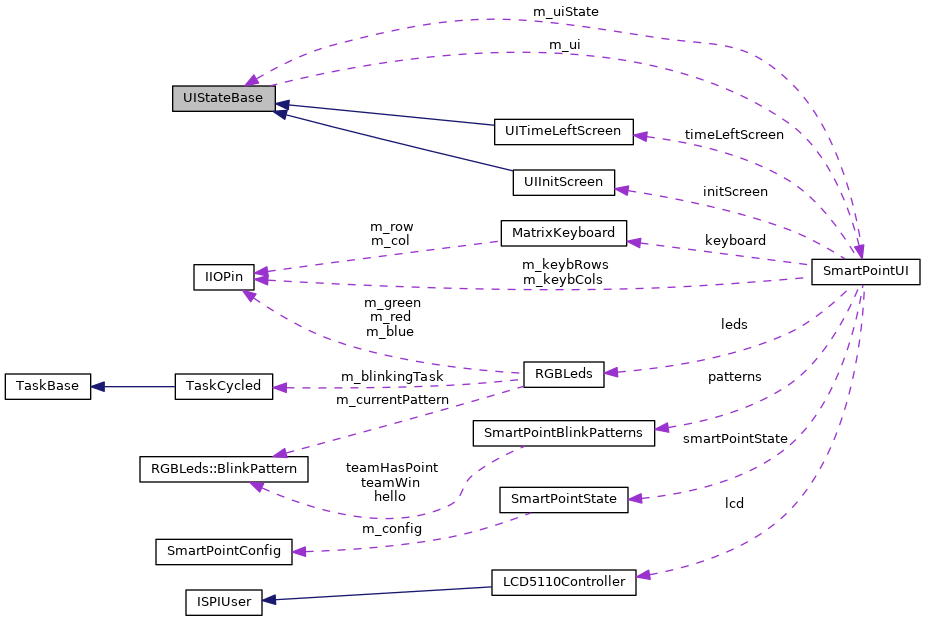 m_uiState
m_ui
UIStateBase
UITimeLeftScreen
timeLeftScreen
UIInitScreen
initScreen
m_row
m_col
MatrixKeyboard
keyboard
IIOPin
m_keybRows
m_keybCols
SmartPointUI
m_green
m_red
m_blue
leds
RGBLeds
TaskBase
TaskCycled
m_blinkingTask
patterns
m_currentPattern
SmartPointBlinkPatterns
smartPointState
RGBLeds::BlinkPattern
teamHasPoint
teamWin
hello
SmartPointState
lcd
m_config
SmartPointConfig
LCD5110Controller
ISPIUser